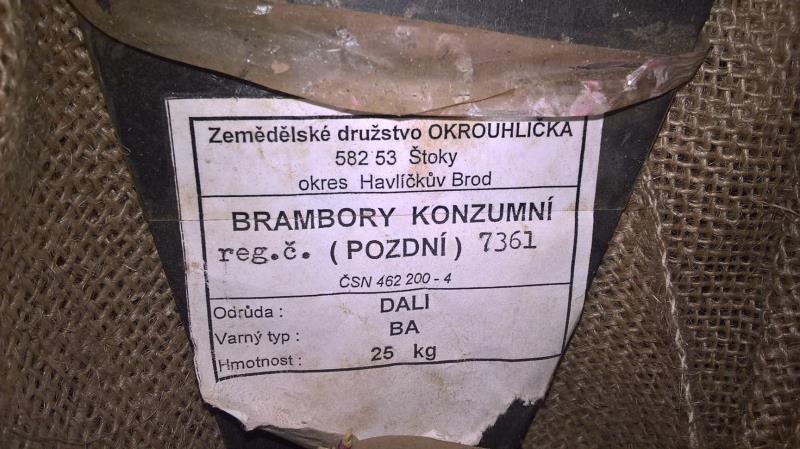 Zemědělské družstvo OKROUHLIČKA
582 53 Štoky
okres Havlíčkův Brod
BRAMBORY KONZUMNÍ
reg.č. (POZDNÍ) 7361
ČSN 462 200 - 4
Odrůda : DALI
Varný typ : BA
Hmotnost : 25 kg